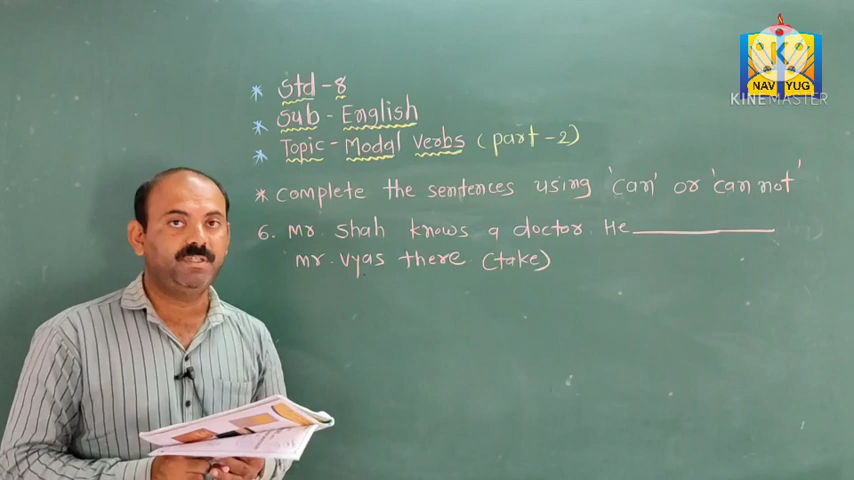 * Std - 8
* Sub - English
* Topic - Modal verbs (part - 2)
* complete the sentences using 'can' or 'can not'
6. Mr. Shah knows a doctor. He __________
mr. vyas there (take)
K
NAV YUG
KINEMASTER